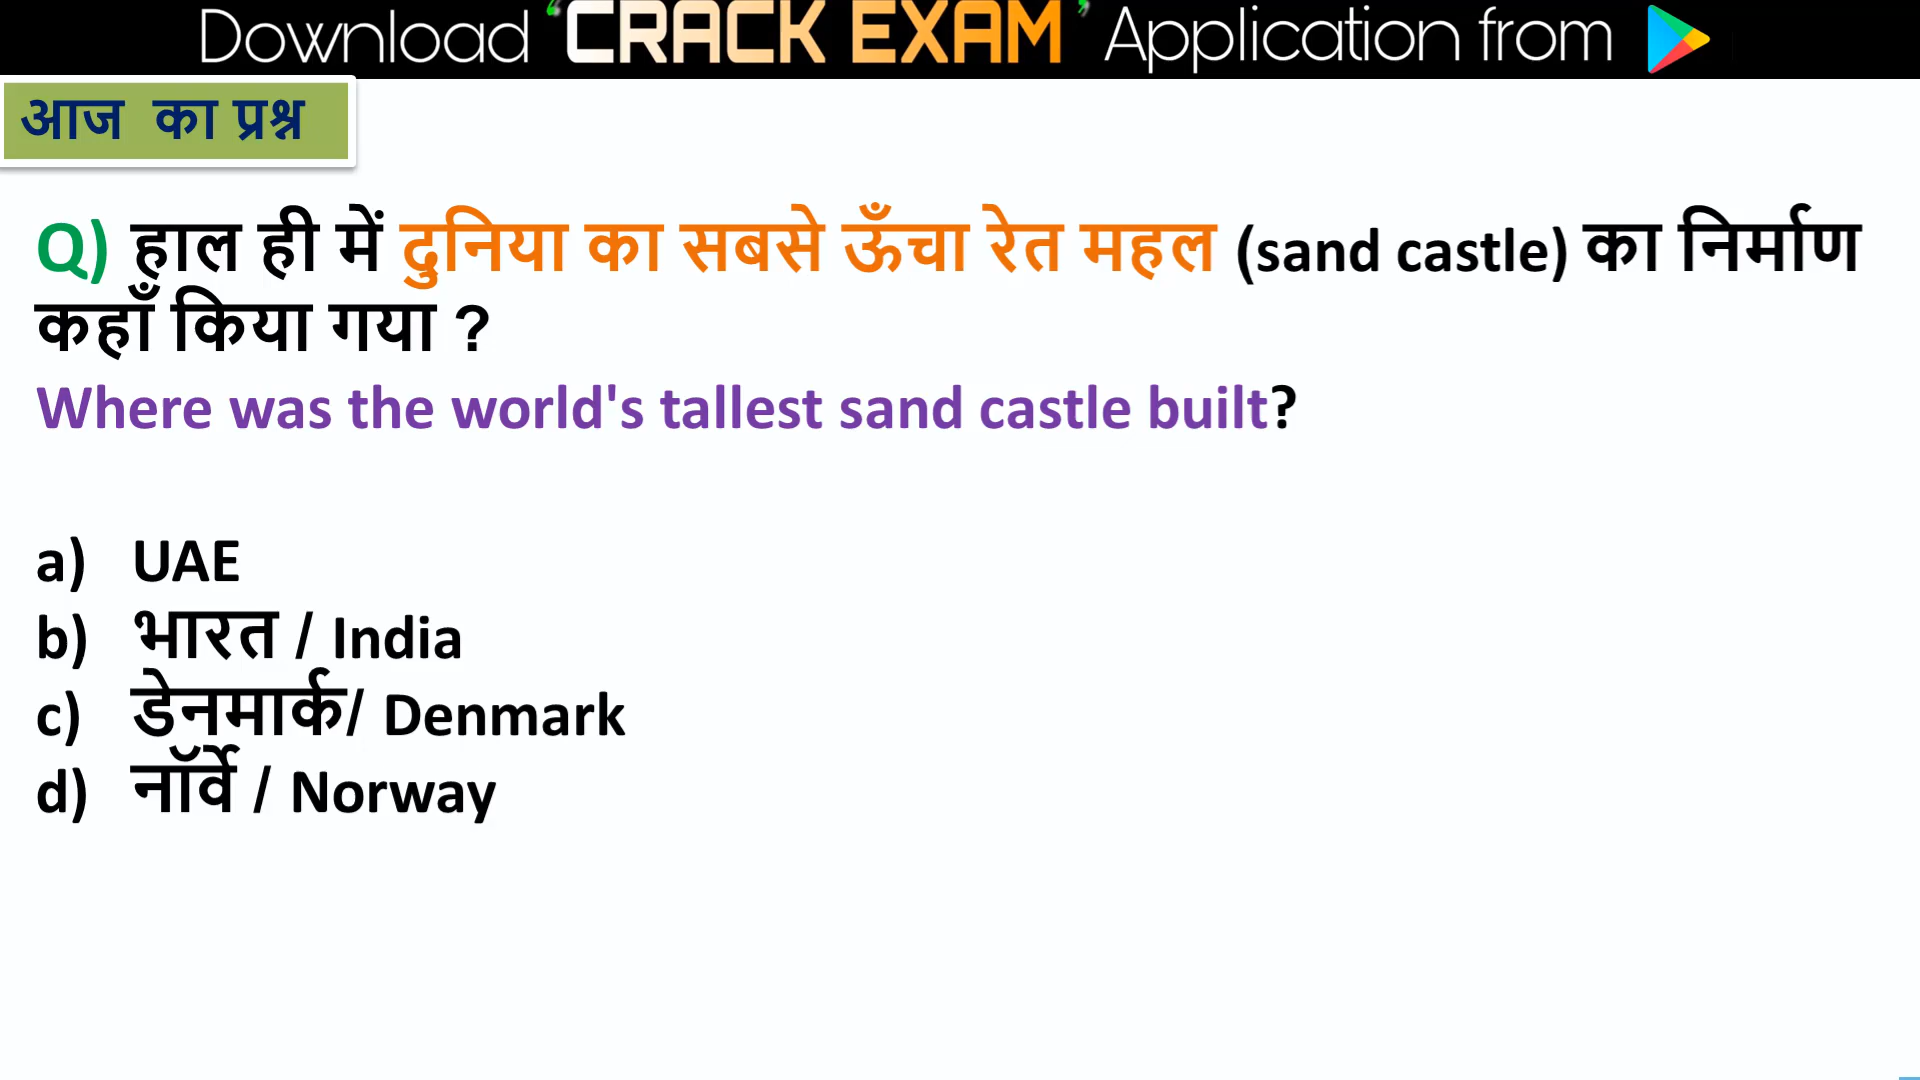 Download ‘CRACK EXAM’ Application from
आज का प्रश्न
Q) हाल ही में दुनिया का सबसे ऊँचा रेत महल (sand castle) का निर्माण
कहाँ किया गया ?
Where was the world's tallest sand castle built?
a) UAE
b) भारत / India
c) डेनमार्क/ Denmark
d) नॉर्वे / Norway